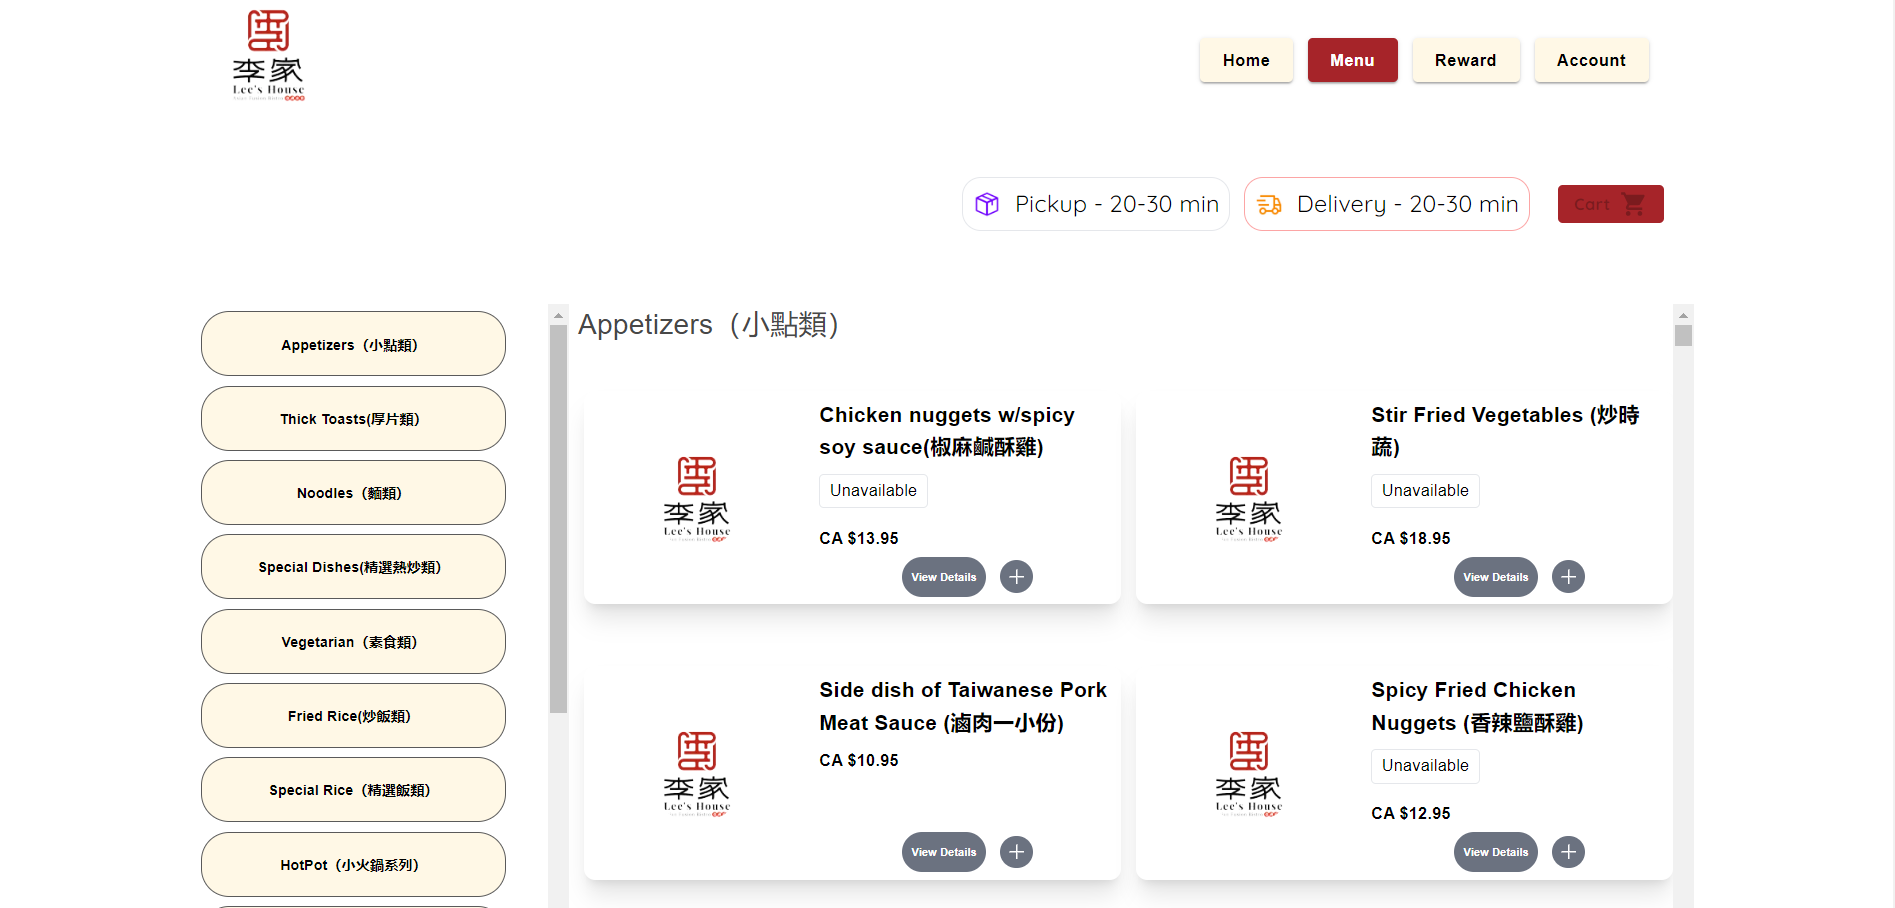 李家
Lee's House
Home
Menu
Reward
Account
Pickup - 20-30 min
Delivery - 20-30 min
Cart
Appetizers（小點類）
Thick Toasts(厚片類）
Noodles（麵類）
Special Dishes(精選熱炒類）
Vegetarian（素食類）
Fried Rice(炒飯類）
Special Rice（精選飯類）
HotPot（小火鍋系列）
Appetizers（小點類）
李家
Lee's House
Chicken nuggets w/spicy
soy sauce(椒麻鹹酥雞)
Unavailable
CA $13.95
View Details
李家
Lee's House
Stir Fried Vegetables (炒時
蔬)
Unavailable
CA $18.95
View Details
李家
Lee's House
Side dish of Taiwanese Pork
Meat Sauce (滷肉一小份)
CA $10.95
View Details
李家
Lee's House
Spicy Fried Chicken
Nuggets (香辣鹽酥雞)
Unavailable
CA $12.95
View Details